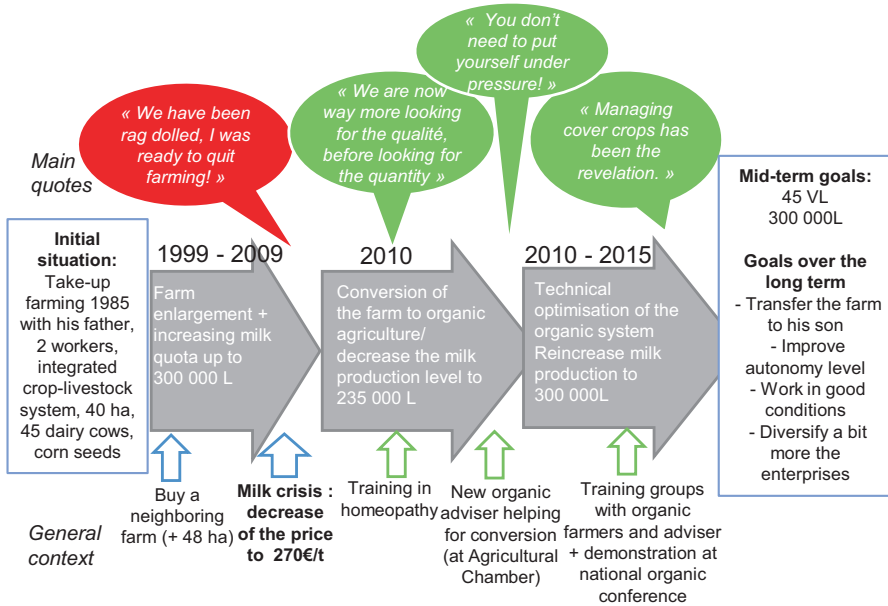 « You don't
need to put
yourself under
pressure! »
« We have been
rag dolled, I was
ready to quit
farming! »
« We are now
way more looking
for the qualité,
before looking for
the quantity »
« Managing
cover crops has
been the
revelation. »
Main
quotes
Initial
situation:
Take-up
farming 1985
with his father,
2 workers,
integrated
crop-livestock
system, 40 ha,
45 dairy cows,
corn seeds
1999 - 2009
Farm
enlargement +
increasing milk
quota up to
300 000 L
2010
Conversion of
the farm to organic
agriculture/
decrease the milk
production level to
235 000 L
2010 - 2015
Technical
optimisation of the
organic system
Reincrease milk
production to
300 000L
Mid-term goals:
45 VL
300 000L
Goals over the
long term
- Transfer the farm
to his son
- Improve
autonomy level
- Work in good
conditions
- Diversify a bit
more the
enterprises
General
context
Buy a
neighboring
farm (+ 48 ha)
Milk crisis :
decrease
of the price
to 270€/t
Training in
homeopathy
New organic
adviser helping
for conversion
(at Agricultural
Chamber)
Training groups
with organic
farmers and adviser
+ demonstration at
national organic
conference